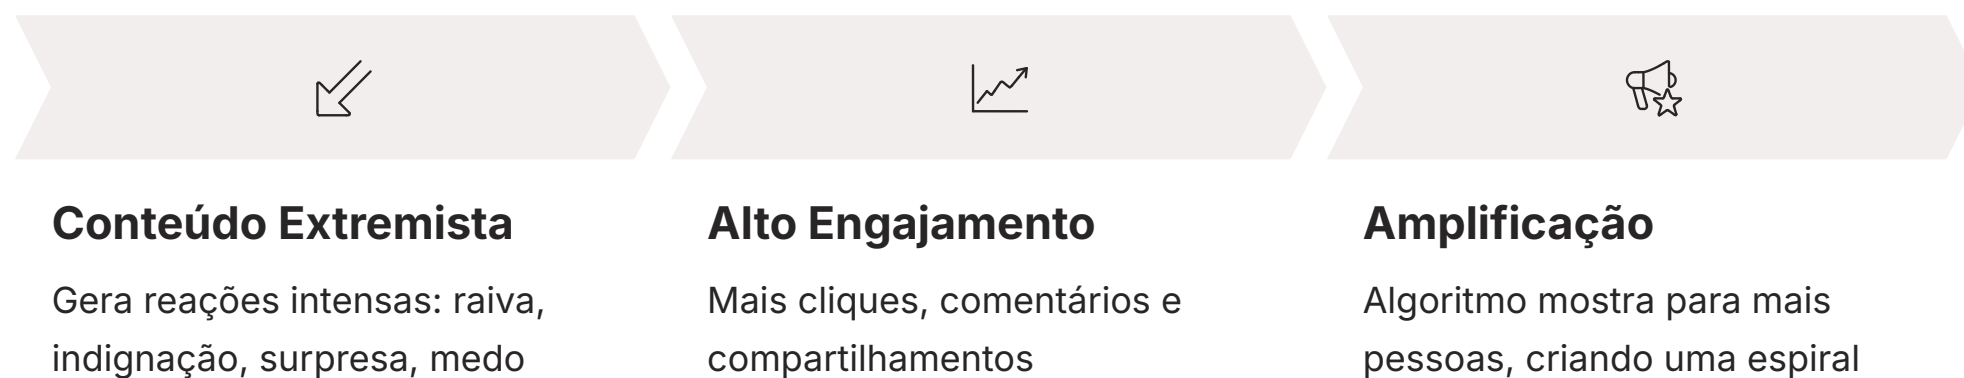 Conteúdo Extremista
Gera reações intensas: raiva,
indignação, surpresa, medo
Alto Engajamento
Mais cliques, comentários e
compartilhamentos
Amplificação
Algoritmo mostra para mais
pessoas, criando uma espiral